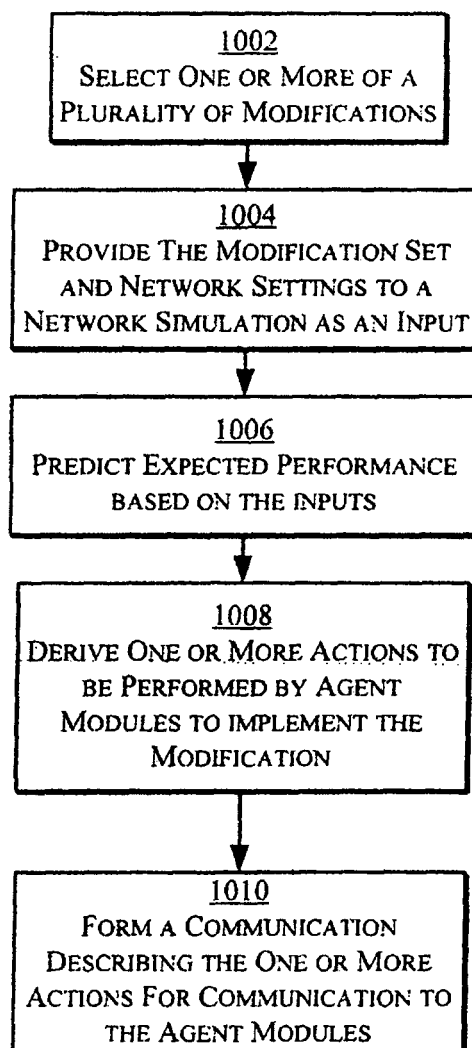 1002
SELECT ONE OR MORE OF A
PLURALITY OF MODIFICATIONS
1004
PROVIDE THE MODIFICATION SET
AND NETWORK SETTINGS TO A
NETWORK SIMULATION AS AN INPUT
1006
PREDICT EXPECTED PERFORMANCE
BASED ON THE INPUTS
1008
DERIVE ONE OR MORE ACTIONS TO
BE PERFORMED BY AGENT
MODULES TO IMPLEMENT THE
MODIFICATION
1010
FORM A COMMUNICATION
DESCRIBING THE ONE OR MORE
ACTIONS FOR COMMUNICATION TO
THE AGENT MODULES